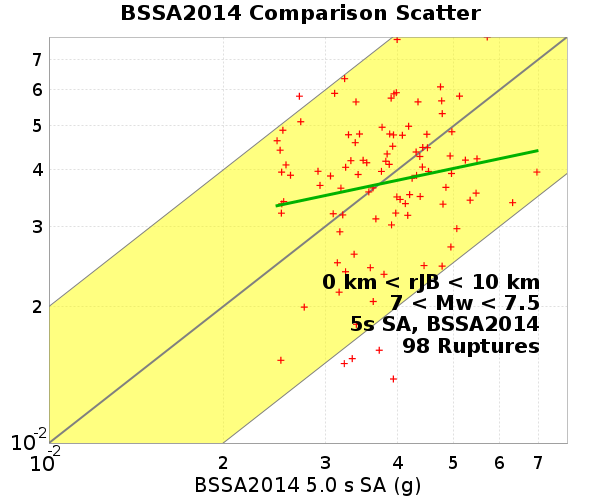 BSSA2014 Comparison Scatter
7
6
5
4
3
2
10-2
0 km < rJB < 10 km
7 < Mw < 7.5
5s SA, BSSA2014
98 Ruptures
10-2 2 3 4 5 6 7
BSSA2014 5.0 s SA (g)